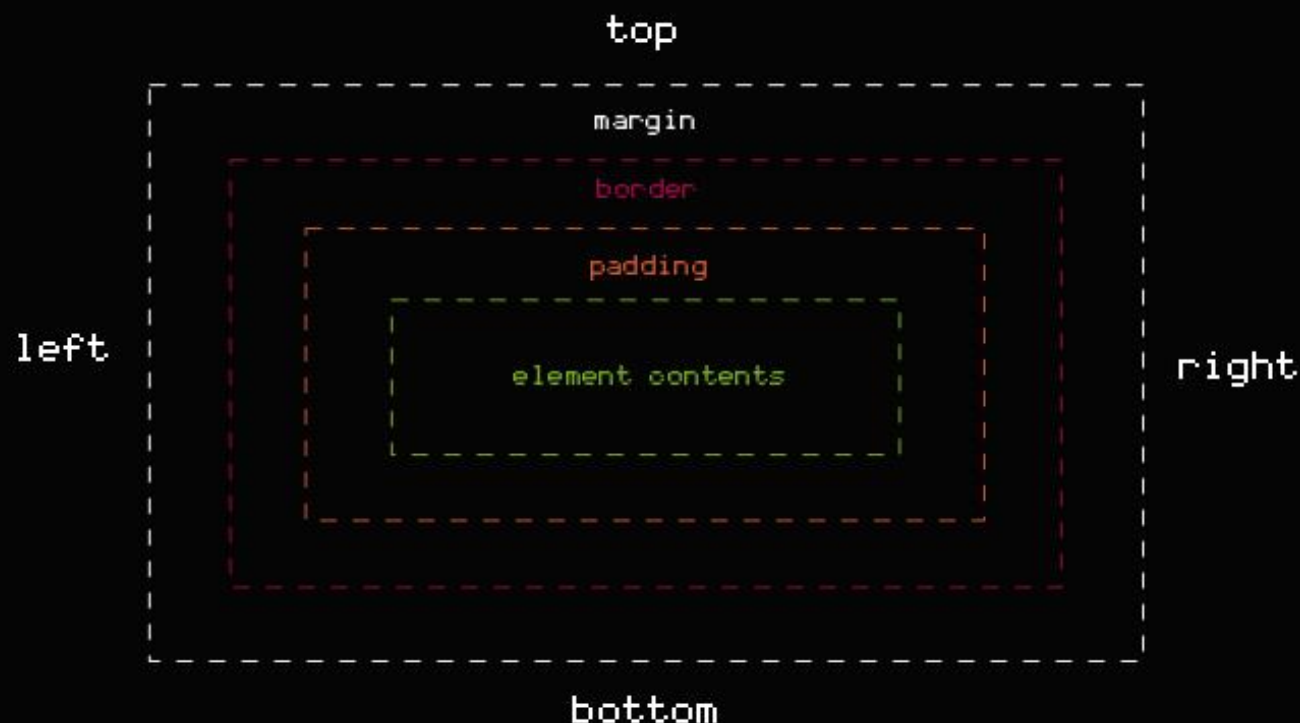 top
margin
border
padding
left
element contents
right
bottom